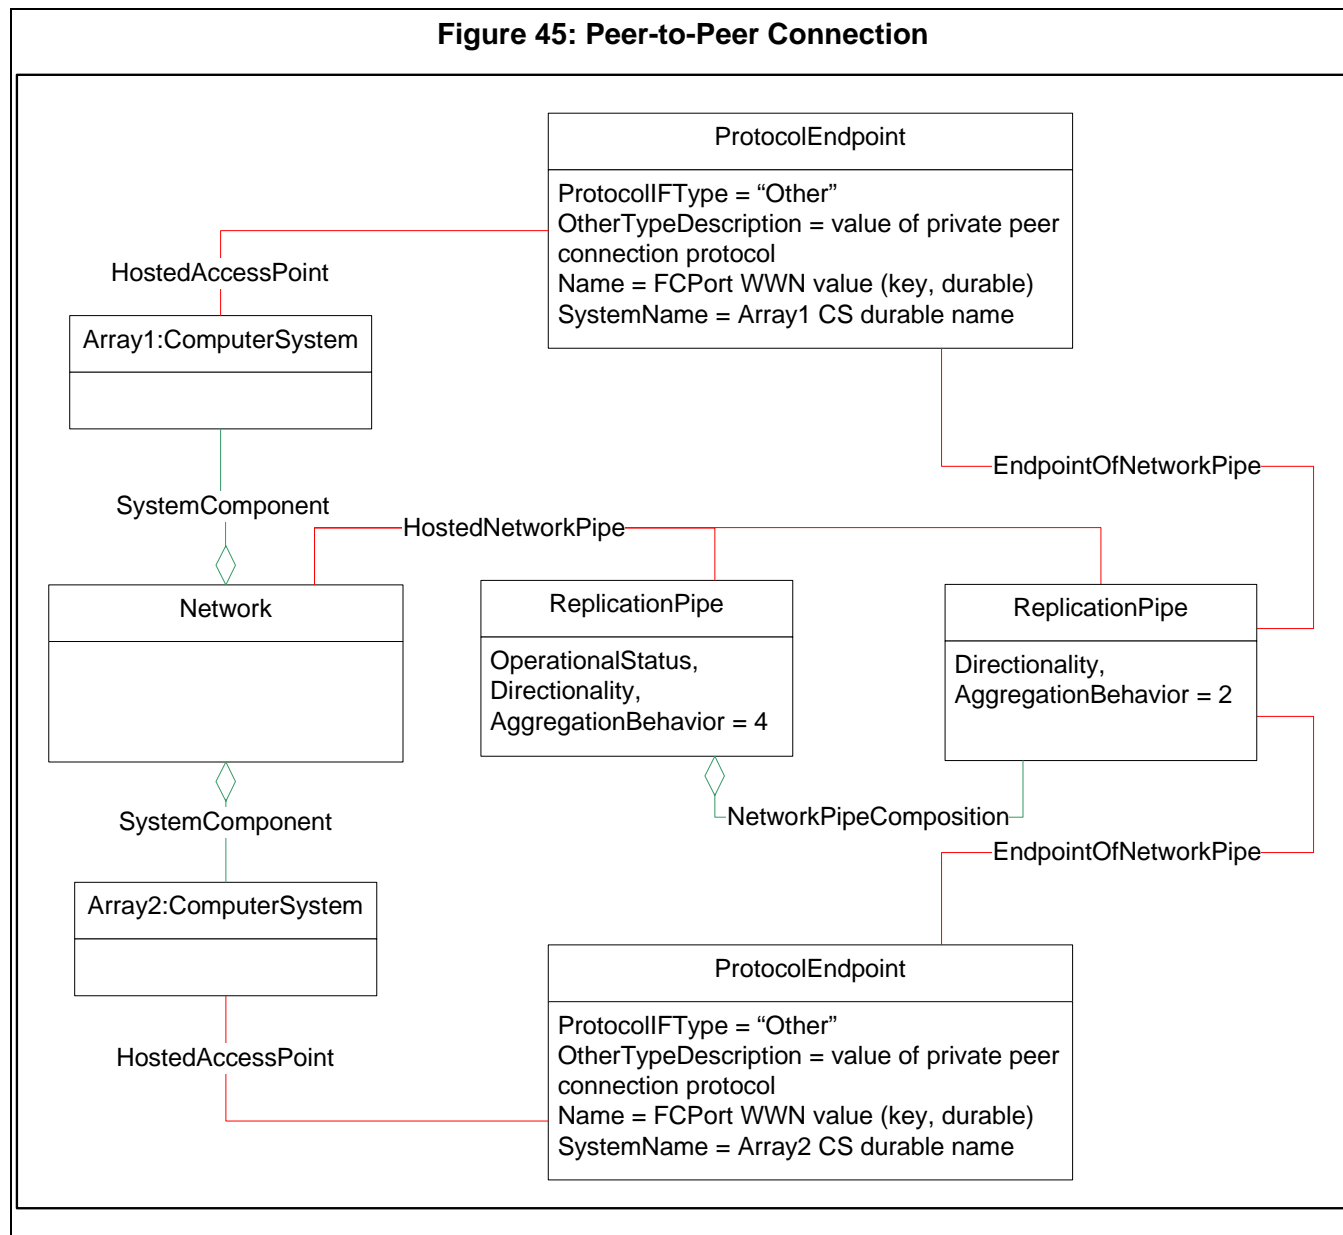 Figure 45: Peer-to-Peer Connection
ProtocolEndpoint
ProtocolIFType = “Other”
OtherTypeDescription = value of private peer
connection protocol
Name = FCPort WWN value (key, durable)
SystemName = Array1 CS durable name
HostedAccessPoint
Array1:ComputerSystem
EndpointOfNetworkPipe
SystemComponent
HostedNetworkPipe
Network
ReplicationPipe
OperationalStatus,
Directionality,
AggregationBehavior = 4
ReplicationPipe
Directionality,
AggregationBehavior = 2
NetworkPipeComposition
SystemComponent
EndpointOfNetworkPipe
Array2:ComputerSystem
ProtocolEndpoint
ProtocolIFType = “Other”
OtherTypeDescription = value of private peer
connection protocol
Name = FCPort WWN value (key, durable)
SystemName = Array2 CS durable name
HostedAccessPoint